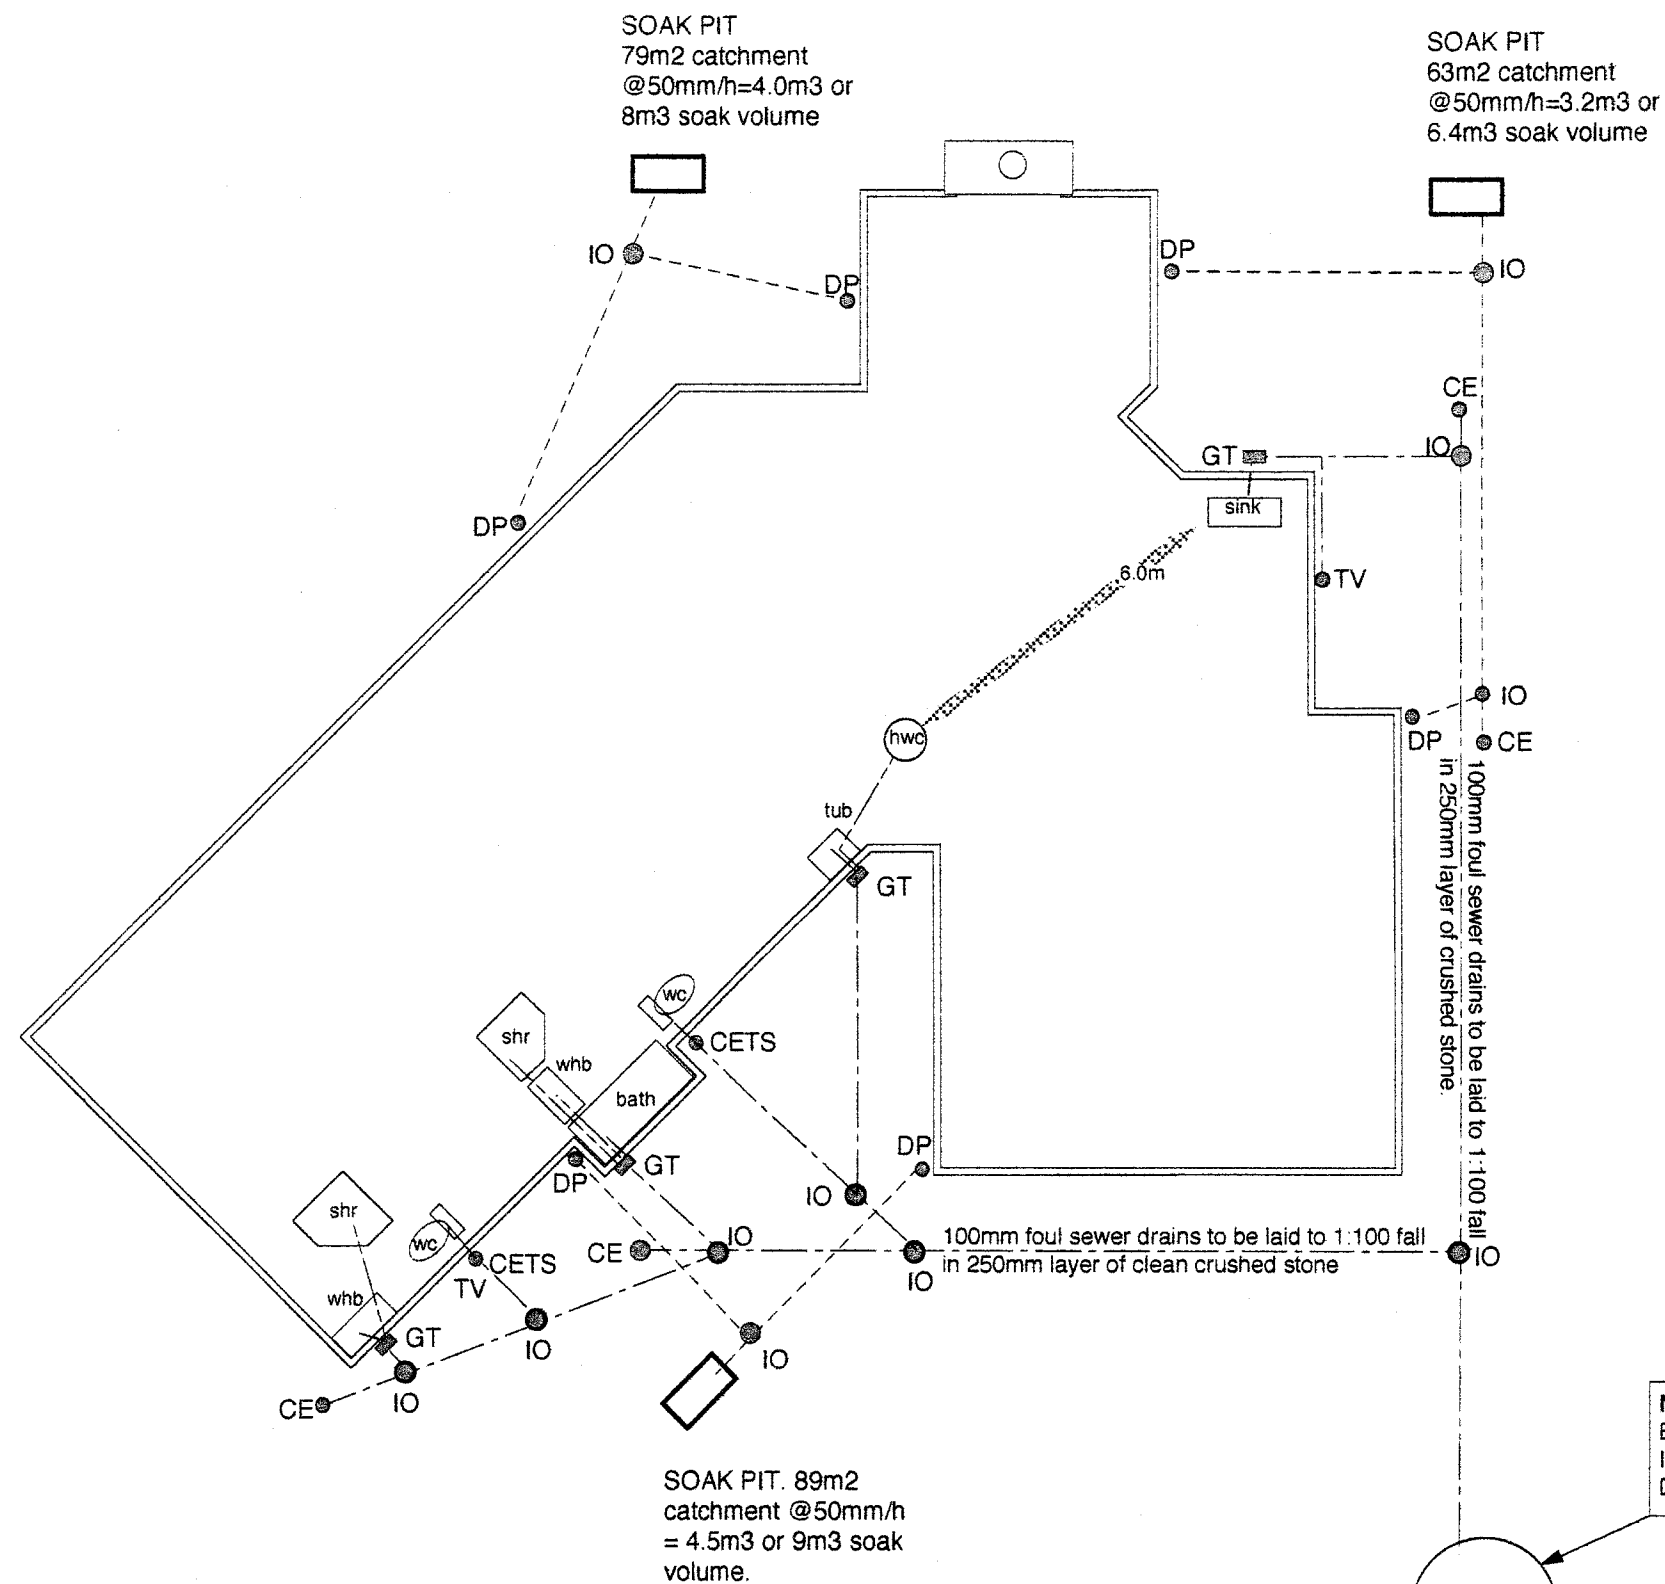 SOAK PIT
79m2 catchment
@50mm/h=4.0m3 or
8m3 soak volume
SOAK PIT
63m2 catchment
@50mm/h=3.2m3 or
6.4m3 soak volume
IO
DP
DP
IO
CE
IO
GT
sink
DP
6.0m
TV
IO
DP
CE
hwc
100mm foul sewer drains to be laid to 1:100 fall
in 250mm layer of crushed stone.
tub
GT
wc
shr
CETS
whb
bath
DP
GT
DP
IO
shr
wc
CETS
TV
CE
IO
100mm foul sewer drains to be laid to 1:100 fall
in 250mm layer of clean crushed stone
IO
IO
whb
GT
IO
IO
CE
IO
SOAK PIT. 89m2
catchment @50mm/h
= 4.5m3 or 9m3 soak
volume.